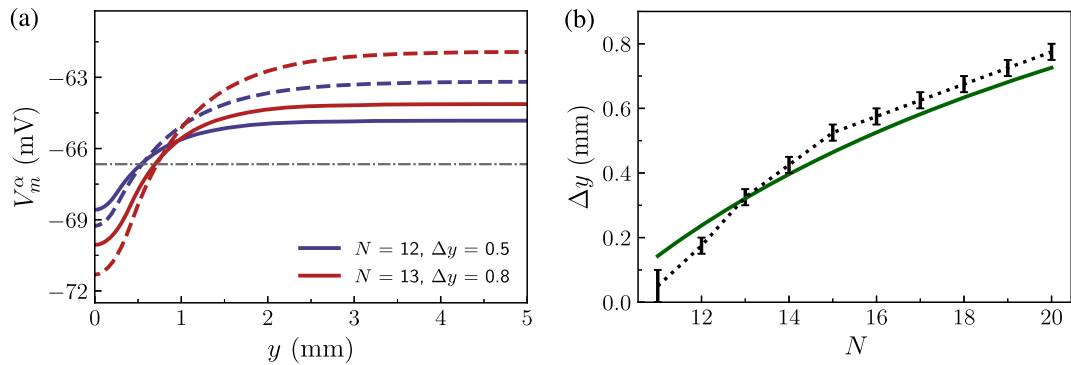 (a)
−63
−66
−69
−72
V_m^α (mV)
0 1 2 3 4 5
y (mm)
N = 12, Δy = 0.5
N = 13, Δy = 0.8
(b)
0.8
0.6
0.4
0.2
0.0
Δy (mm)
12 14 16 18 20
N